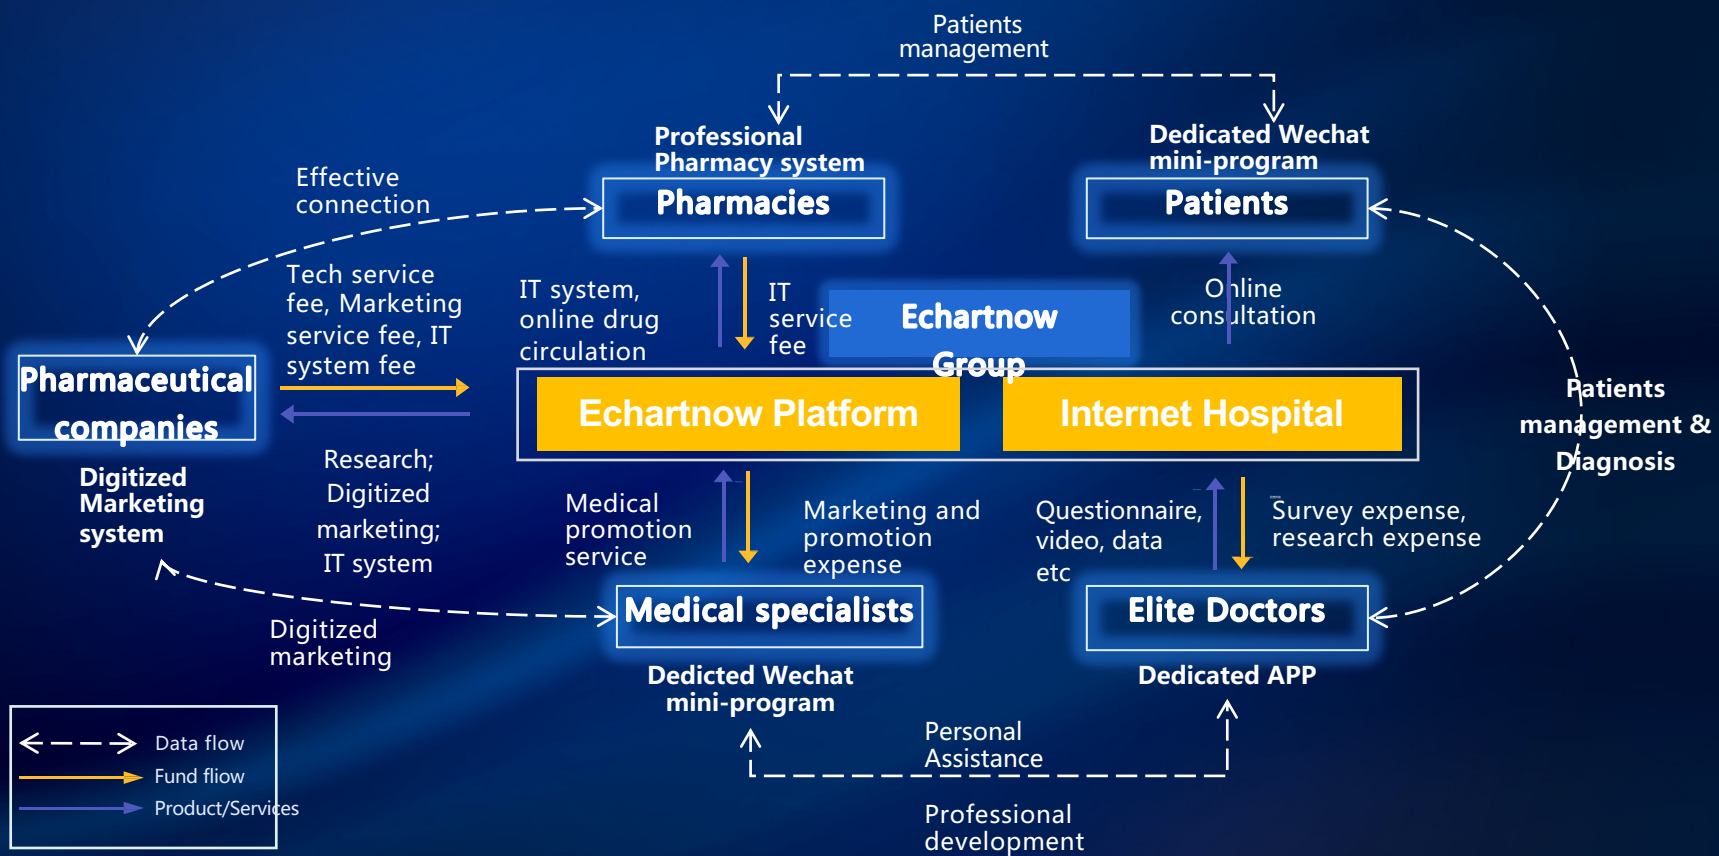 Patients
management
Professional
Pharmacy system
Pharmacies
Dedicated Wechat
mini-program
Patients
Effective
connection
Tech service
fee, Marketing
service fee, IT
system fee
IT system,
online drug
circulation
IT
service
fee
Echartnow
Group
Online
consultation
Pharmaceutical
companies
Digitized
Marketing
system
Echartnow Platform
Internet Hospital
Patients
management &
Diagnosis
Research;
Digitized
marketing;
IT system
Medical
promotion
service
Marketing and
promotion
expense
Questionnaire,
video, data
etc
Survey expense,
research expense
Digitized
marketing
Medical specialists
Dedicted Wechat
mini-program
Elite Doctors
Dedicated APP
Personal
Assistance
Professional
development
Data flow
Fund fliow
Product/Services